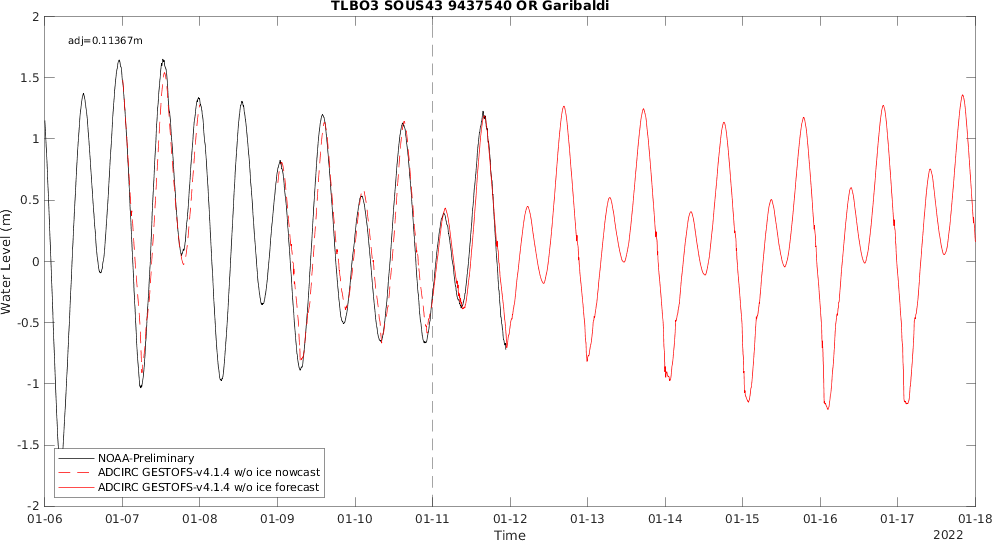 TLBO3 SOUS43 9437540 OR Garibaldi
adj=0.11367m
2
1.5
1
0.5
0
-0.5
-1
-1.5
-2
Water Level (m)
NOAA-Preliminary
ADCIRC GESTOFS-v4.1.4 w/o ice nowcast
ADCIRC GESTOFS-v4.1.4 w/o ice forecast
01-06 01-07 01-08 01-09 01-10 01-11 01-12 01-13 01-14 01-15 01-16 01-17 01-18
Time
2022